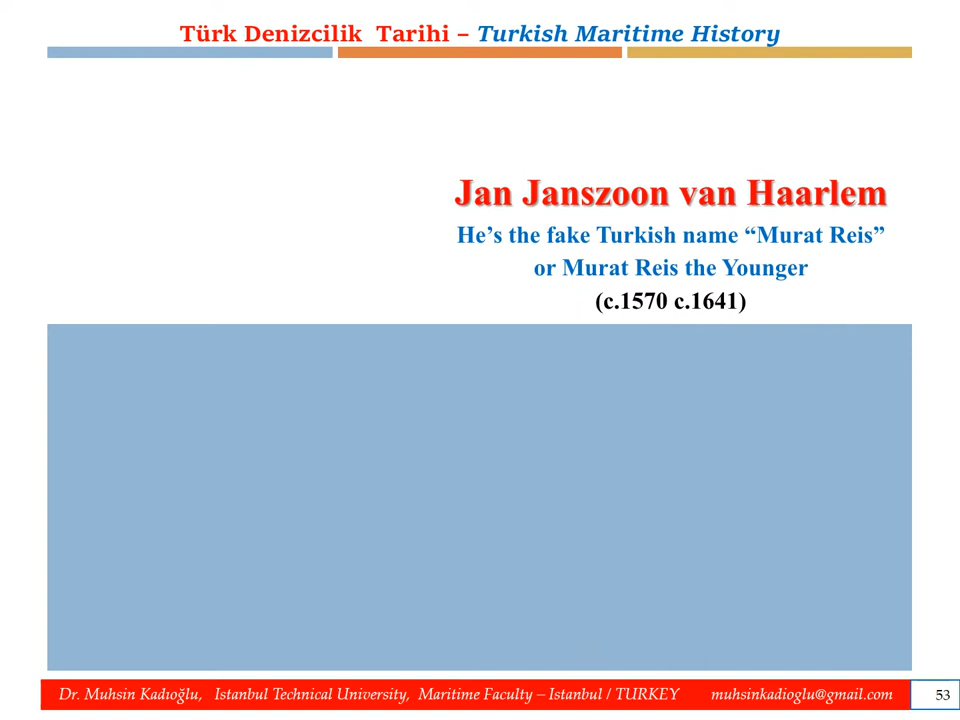 Türk Denizcilik Tarihi – Turkish Maritime History
Jan Janszoon van Haarlem
He’s the fake Turkish name “Murat Reis”
or Murat Reis the Younger
(c.1570 c.1641)
Dr. Muhsin Kadıoğlu, Istanbul Technical University, Maritime Faculty – Istanbul / TURKEY muhsinkadioglu@gmail.com 53